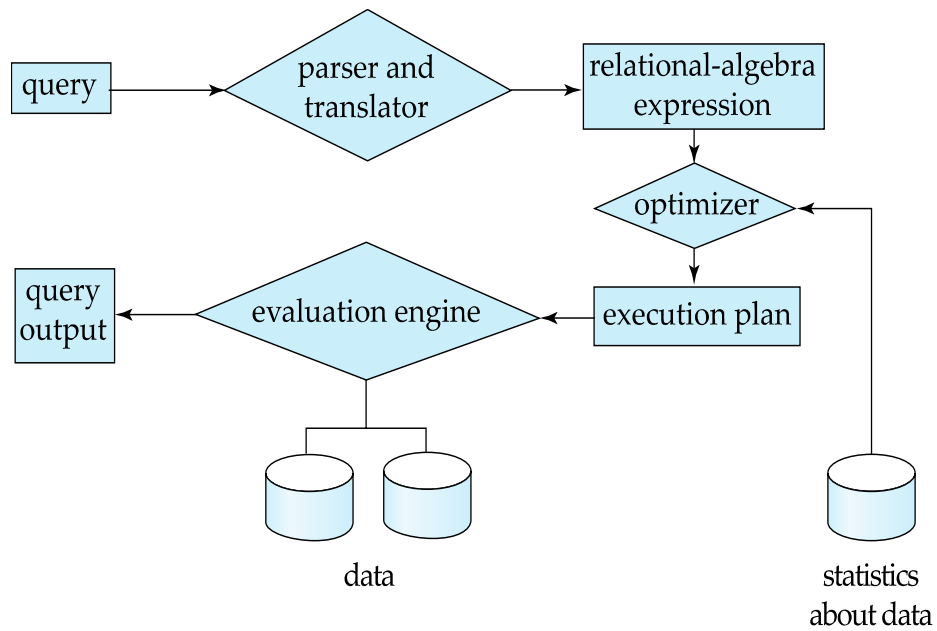 query
parser and
translator
relational-algebra
expression
optimizer
query
output
evaluation engine
execution plan
data
statistics
about data